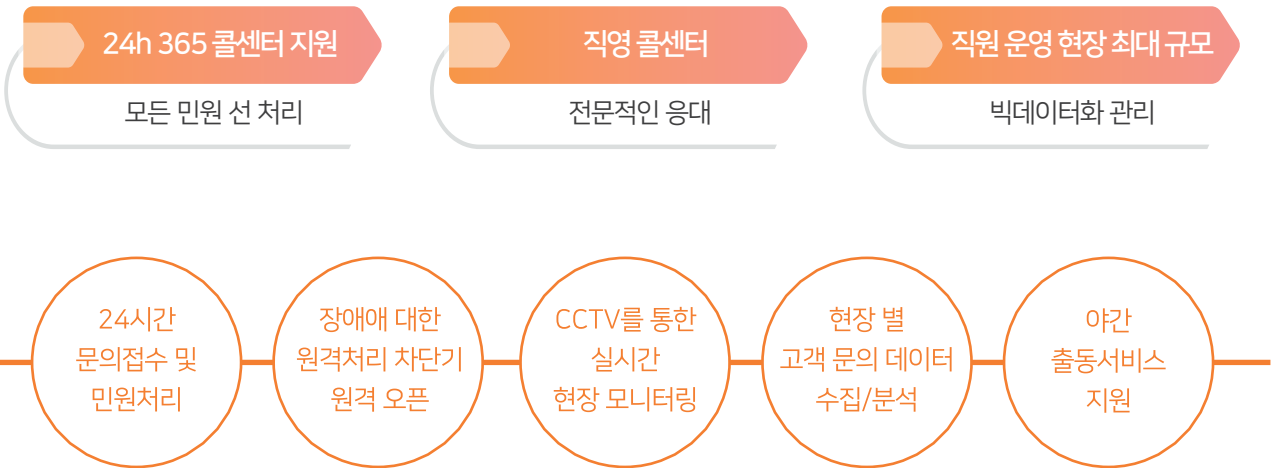 24h 365 콜센터 지원
직영 콜센터
직원 운영 현장 최대 규모
모든 민원 선 처리
전문적인 응대
빅데이터화 관리
24시간
문의접수 및
민원처리
장애애 대한
원격처리 차단기
원격 오픈
CCTV를 통한
실시간
현장 모니터링
현장 별
고객 문의 데이터
수집/분석
야간
출동서비스
지원